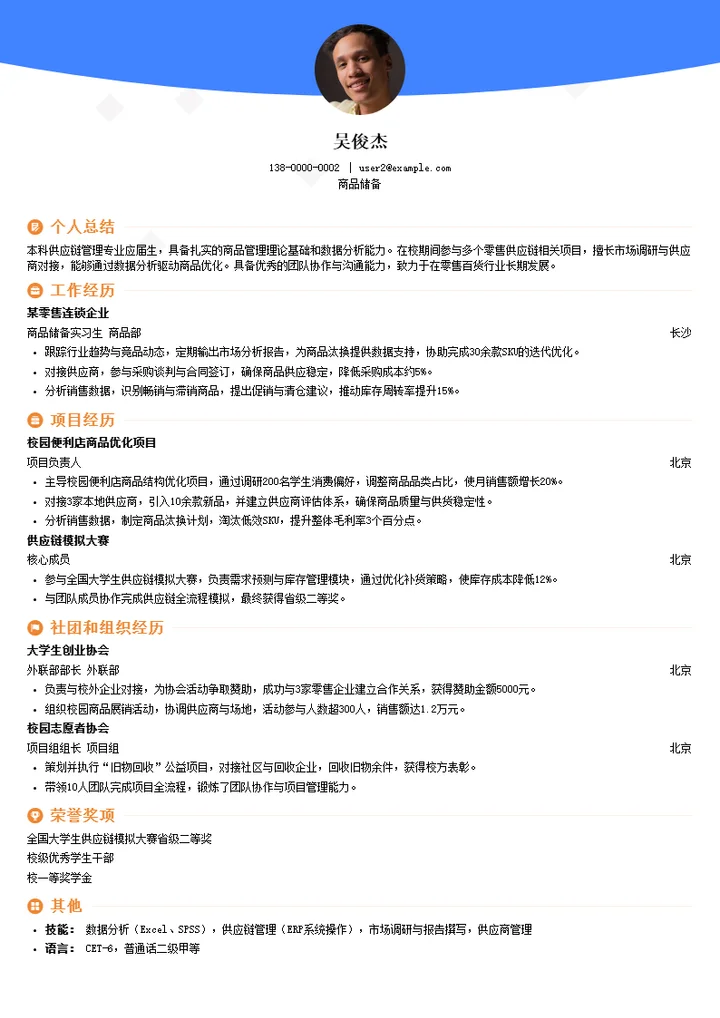 吴俊杰
138-0000-0002 | user2@example.com
商品储备
个人总结
本科供应链管理专业应届生，具备扎实的商品管理理论基础和数据分析能力。在校期间参与多个零售供应链相关项目，擅长市场调研与供应
商对接，能够通过数据分析驱动商品优化。具备优秀的团队协作与沟通能力，致力于在零售百货行业长期发展。
工作经历
某零售连锁企业
商品储备实习生 商品部 长沙
• 跟踪行业趋势与竞品动态，定期输出市场分析报告，为商品汰换提供数据支持，协助完成30余款SKU的迭代优化。
• 对接供应商，参与采购谈判与合同签订，确保商品供应稳定，降低采购成本约5%。
• 分析销售数据，识别畅销与滞销商品，提出促销与清仓建议，推动库存周转率提升15%。
项目经历
校园便利店商品优化项目
项目负责人 北京
• 主导校园便利店商品结构优化项目，通过调研200名学生消费偏好，调整商品品类占比，使月销售额增长20%。
• 对接3家本地供应商，引入10余款新品，并建立供应商评估体系，确保商品质量与供货稳定性。
• 分析销售数据，制定商品汰换计划，淘汰低效SKU，提升整体毛利率3个百分点。
供应链模拟大赛
核心成员 北京
• 参与全国大学生供应链模拟大赛，负责需求预测与库存管理模块，通过优化补货策略，使库存成本降低12%。
• 与团队成员协作完成供应链全流程模拟，最终获得省级二等奖。
社团和组织经历
大学生创业协会
外联部部长 外联部 北京
• 负责与校外企业对接，为协会活动争取赞助，成功与3家零售企业建立合作关系，获得赞助金额5000元。
• 组织校园商品展销活动，协调供应商与场地，活动参与人数超300人，销售额达1.2万元。
校园志愿者协会
项目组组长 项目组 北京
• 策划并执行“旧物回收”公益项目，对接社区与回收企业，回收旧物余件，获得校方表彰。
• 带领10人团队完成项目全流程，锻炼了团队协作与项目管理能力。
荣誉奖项
全国大学生供应链模拟大赛省级二等奖
校级优秀学生干部
校一等奖学金
其他
• 技能： 数据分析（Excel、SPSS），供应链管理（ERP系统操作），市场调研与报告撰写，供应商管理
• 语言： CET-6，普通话二级甲等